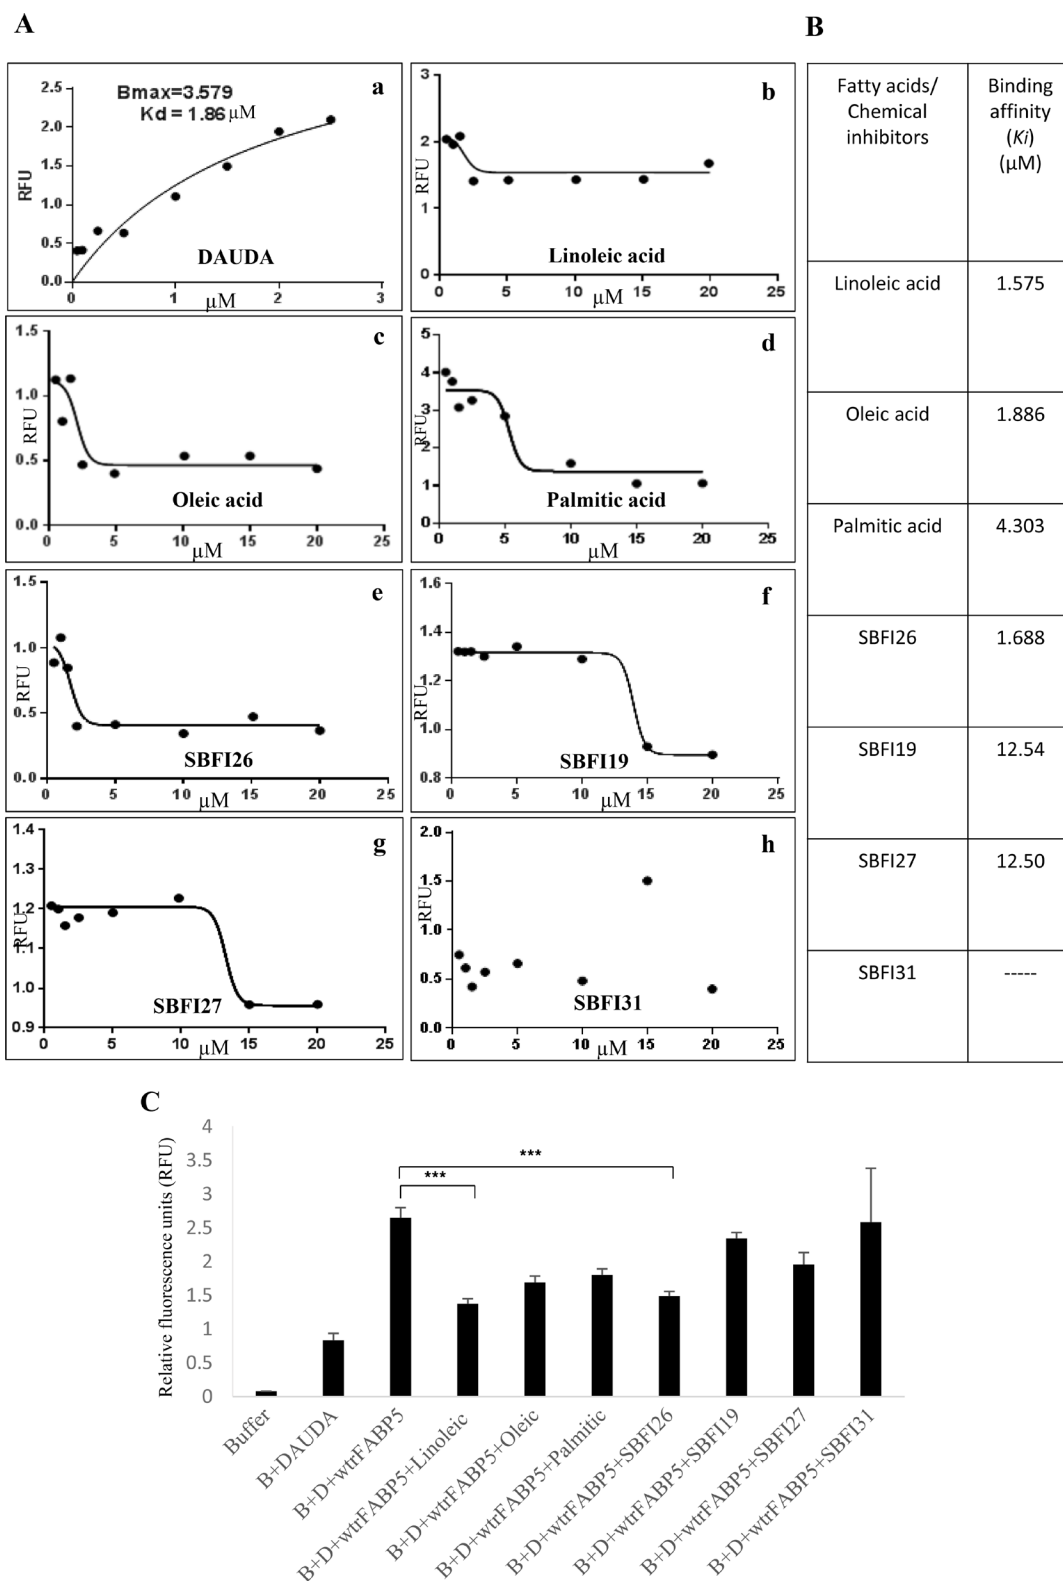 A
B
a
Bmax=3.579
Kd = 1.86 µM
2.5
2.0
1.5
1.0
0.5
0.0
RFU
DAUDA
0
1
2
3
µM
b
3
2
1
0
RFU
Linoleic acid
0
5
10
15
20
25
c
1.5
1.0
0.5
0.0
RFU
Oleic acid
0
5
10
15
20
25
µM
d
5
4
3
2
1
0
RFU
Palmitic acid
0
5
10
15
20
25
µM
e
1.5
1.0
0.5
0.0
RFU
SBFI26
0
5
10
15
20
25
µM
f
1.6
1.4
1.2
1.0
0.8
RFU
SBFI19
0
5
10
15
20
25
µM
g
1.4
1.3
1.2
1.1
1.0
0.9
RFU
SBFI27
0
5
10
15
20
25
µM
h
2.0
1.5
1.0
0.5
0.0
RFU
SBFI31
0
5
10
15
20
25
µM
Fatty acids/
Chemical
inhibitors
Binding
affinity
(Ki)
(µM)
Linoleic acid 1.575
Oleic acid 1.886
Palmitic acid 4.303
SBFI26 1.688
SBFI19 12.54
SBFI27 12.50
SBFI31 -----
C
Relative fluorescence units (RFU)
4
3.5
3
2.5
2
1.5
1
0.5
0
***
***
Buffer
B+DAUDA
B+D+wtrFABP5
B+D+wtrFABP5+Linoleic
B+D+wtrFABP5+Oleic
B+D+wtrFABP5+Palmitic
B+D+wtrFABP5+SBFI26
B+D+wtrFABP5+SBFI19
B+D+wtrFABP5+SBFI27
B+D+wtrFABP5+SBFI31